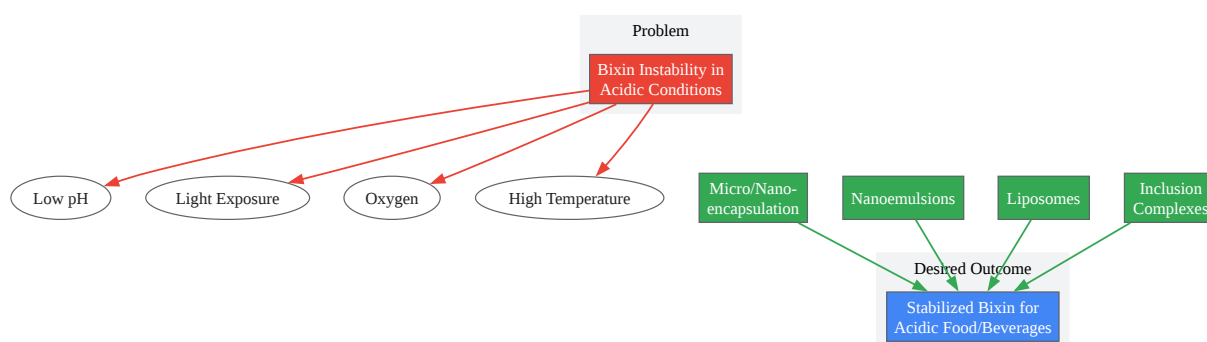 Problem
Bixin Instability in
Acidic Conditions
Low pH
Light Exposure
Oxygen
High Temperature
Micro/Nano-
encapsulation
Nanoemulsions
Liposomes
Inclusion
Complexes
Desired Outcome
Stabilized Bixin for
Acidic Food/Beverages